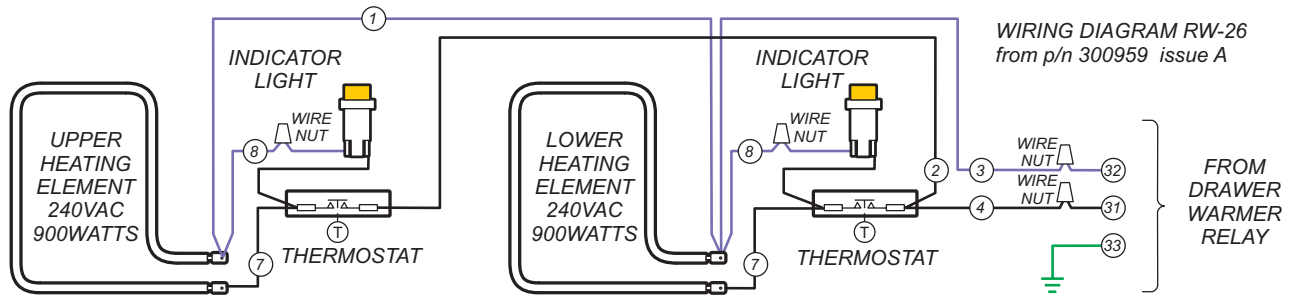 1
WIRING DIAGRAM RW-26
from p/n 300959 issue A
INDICATOR
LIGHT
INDICATOR
LIGHT
UPPER
HEATING
ELEMENT
240VAC
900WATTS
WIRE
NUT
8
T
THERMOSTAT
7
LOWER
HEATING
ELEMENT
240VAC
900WATTS
WIRE
NUT
8
T
THERMOSTAT
7
2
3
4
WIRE
NUT
32
WIRE
NUT
31
33
FROM
DRAWER
WARMER
RELAY